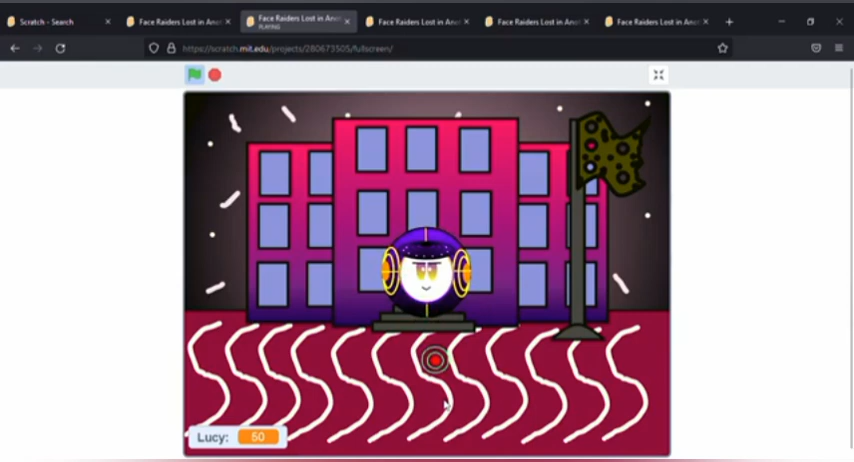 Scratch - Search
Face Raiders Lost in Anot
Face Raiders Lost in Anot
PLAYING
Face Raiders Lost in Anot
Face Raiders Lost in Anot
Face Raiders Lost in Anot
https://scratch.mit.edu/projects/280673505/fullscreen/
Lucy: 50